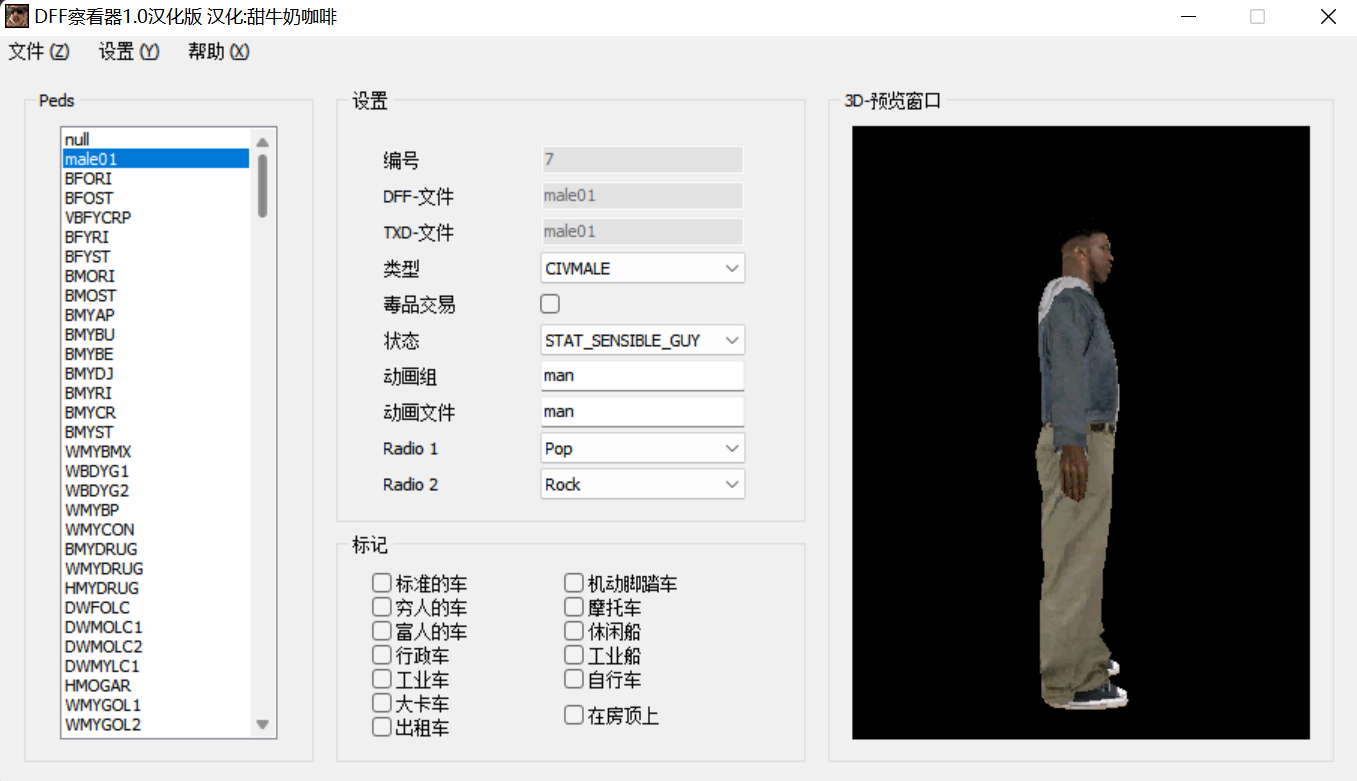 DFF察看器1.0汉化版 汉化:甜牛奶咖啡
文件(Z) 设置(Y) 帮助(X)
Peds
null
male01
BFORI
BFOST
VBFYCRP
BFYRI
BFYST
BMORI
BMOST
BMYAP
BMYBU
BMYBE
BMYDJ
BMYRI
BMYCR
BMYST
WMYBMX
WBDYG1
WBDYG2
WMYBP
WMYCON
BMYDRUG
WMYDRUG
HMYDRUG
DWFOLC
DWMOLC1
DWMOLC2
DWMYLC1
HMOGAR
WMYGOL1
WMYGOL2
设置
编号 7
DFF-文件 male01
TXD-文件 male01
类型 CIVMALE
毒品交易
状态 STAT_SENSIBLE_GUY
动画组 man
动画文件 man
Radio 1 Pop
Radio 2 Rock
标记
标准的车
穷人的车
富人的车
行政车
工业车
大卡车
出租车
机动脚踏车
摩托车
休闲船
工业船
自行车
在房顶上
3D-预览窗口